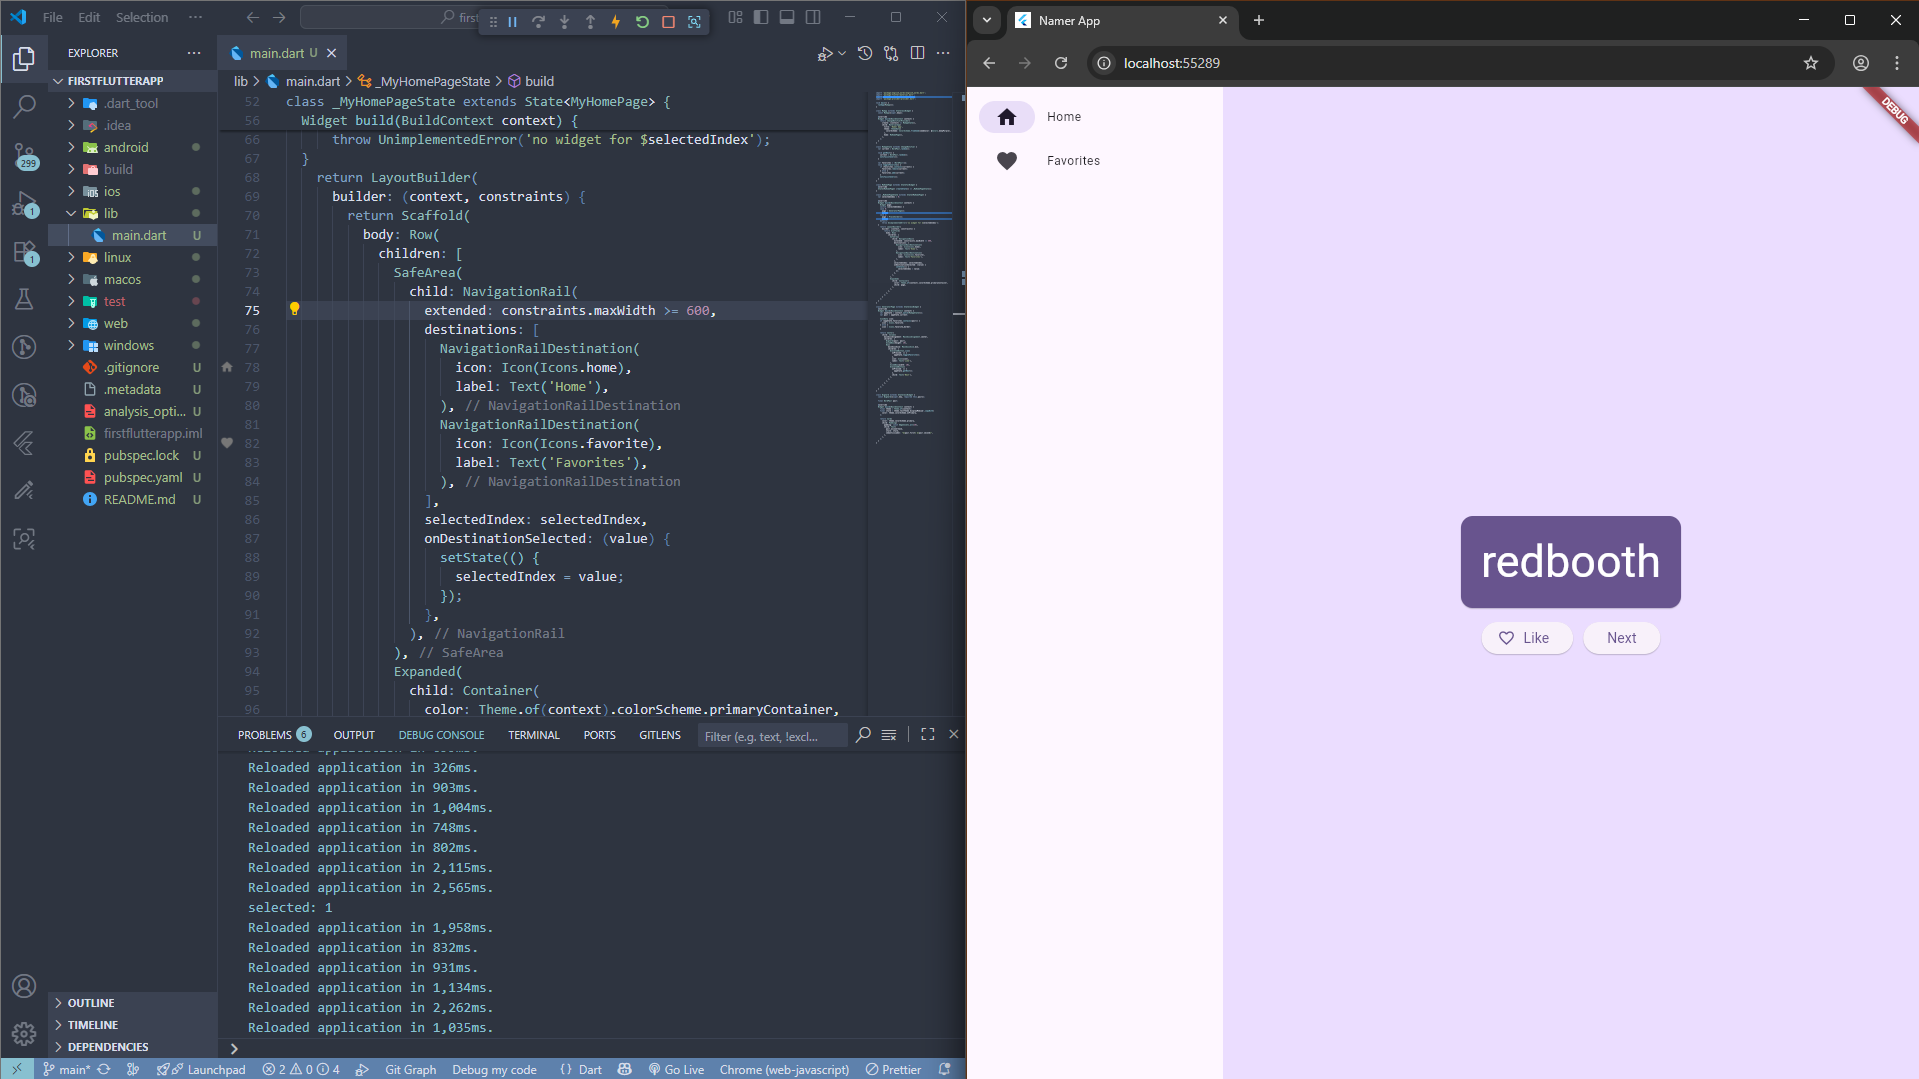 File Edit Selection ···
first
EXPLORER
FIRSTFLUTTERAPP
.dart_tool
.idea
android
build
ios
lib
main.dart U
linux
macos
test
web
windows
.gitignore U
.metadata U
analysis_opti... U
firstflutterapp.iml
pubspec.lock U
pubspec.yaml U
README.md U
OUTLINE
TIMELINE
DEPENDENCIES
299
1
1
main.dart U
lib > main.dart > _MyHomePageState > build
52 class _MyHomePageState extends State<MyHomePage> {
56 Widget build(BuildContext context) {
66 throw UnimplementedError('no widget for $selectedIndex');
67 }
68 return LayoutBuilder(
69 builder: (context, constraints) {
70 return Scaffold(
71 body: Row(
72 children: [
73 SafeArea(
74 child: NavigationRail(
75 extended: constraints.maxWidth >= 600,
76 destinations: [
77 NavigationRailDestination(
78 icon: Icon(Icons.home),
79 label: Text('Home'),
80 ), // NavigationRailDestination
81 NavigationRailDestination(
82 icon: Icon(Icons.favorite),
83 label: Text('Favorites'),
84 ), // NavigationRailDestination
85 ],
86 selectedIndex: selectedIndex,
87 onDestinationSelected: (value) {
88 setState(() {
89 selectedIndex = value;
90 });
91 },
92 ), // NavigationRail
93 ), // SafeArea
94 Expanded(
95 child: Container(
96 color: Theme.of(context).colorScheme.primaryContainer,
PROBLEMS 6 OUTPUT DEBUG CONSOLE TERMINAL PORTS GITLENS Filter (e.g. text, !excl...
Reloaded application in 326ms.
Reloaded application in 903ms.
Reloaded application in 1,004ms.
Reloaded application in 748ms.
Reloaded application in 802ms.
Reloaded application in 2,115ms.
Reloaded application in 2,565ms.
selected: 1
Reloaded application in 1,958ms.
Reloaded application in 832ms.
Reloaded application in 931ms.
Reloaded application in 1,134ms.
Reloaded application in 2,262ms.
Reloaded application in 1,035ms.
main* Launchpad 2 0 4 Git Graph Debug my code { } Dart Go Live Chrome (web-javascript) Prettier
Namer App
localhost:55289
DEBUG
Home
Favorites
redbooth
Like Next